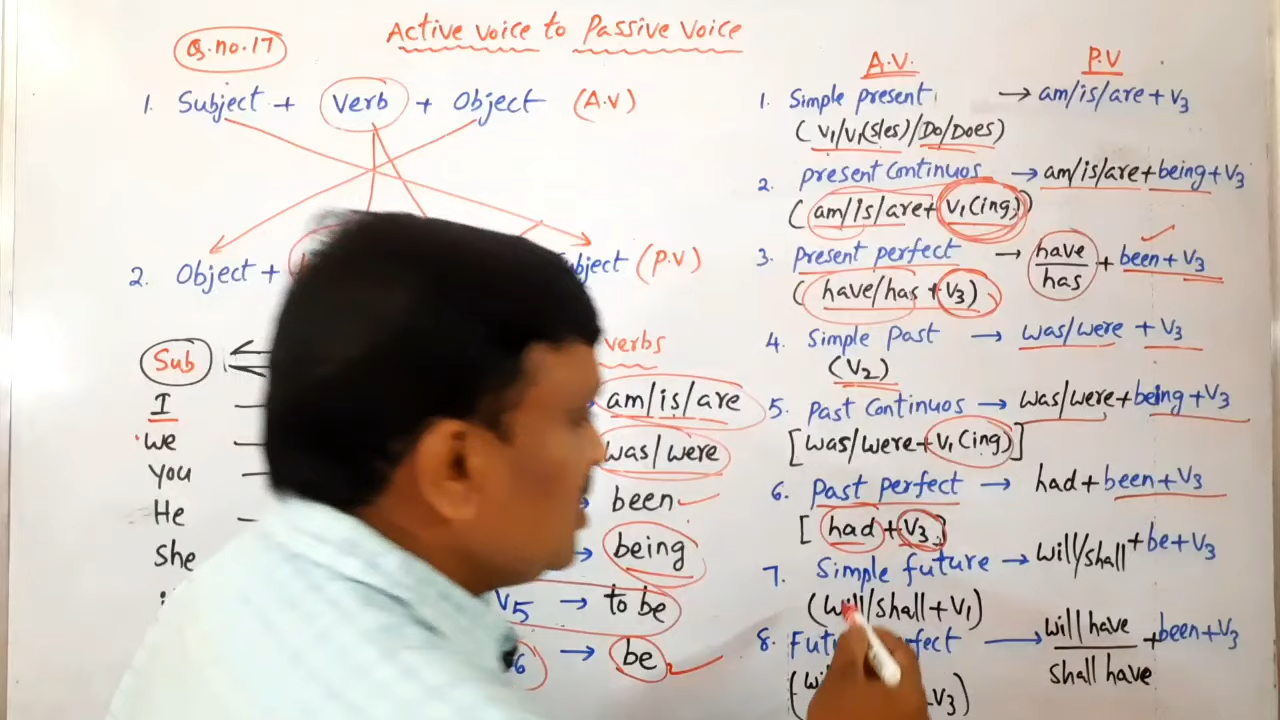 Q.no.17
Active voice to Passive Voice
1. Subject + verb + Object (A.V)
2. Object +
(P.V)
Sub
verbs
I
am/is/are
we
was/were
you
been
He
being
she
V5 → to be
6 → be
A.V.
P.V
1. Simple present → am/is/are + V3
(V1/V1(s/es)/Do/Does)
2. present Continuos → am/is/are + being + V3
(am/is/are + V1(ing))
3. Present perfect → have/has + been + V3
(have/has + V3)
4. Simple Past → was/were + V3
(V2)
5. Past Continuos → was/were + being + V3
[was/were + V1(ing)]
6. Past perfect → had + been + V3
[had + V3]
7. Simple future → will/shall + be + V3
(will/shall + V1)
8. → will have/shall have + been + V3
V3)